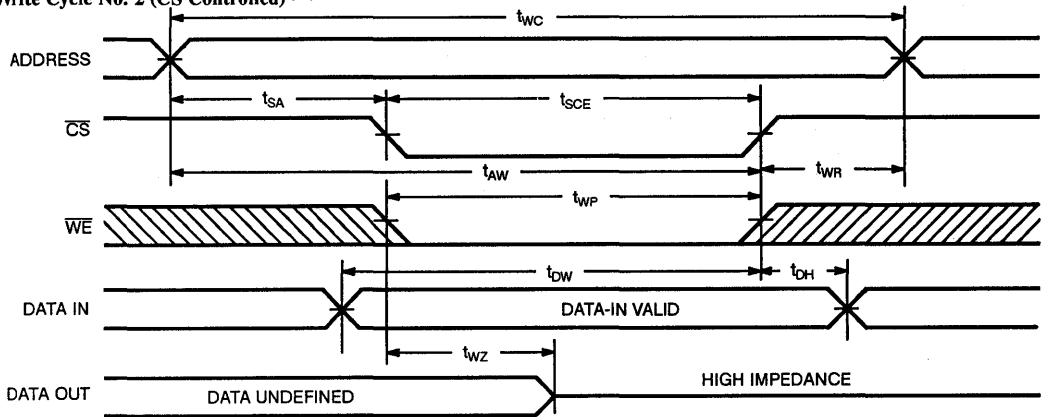 Write Cycle No. 2 (CS Controlled)
tWC
ADDRESS
tSA
tSCE
CS
tAW
tWR
tWP
WE
tDW
tDH
DATA IN
DATA-IN VALID
tWZ
DATA OUT
DATA UNDEFINED
HIGH IMPEDANCE